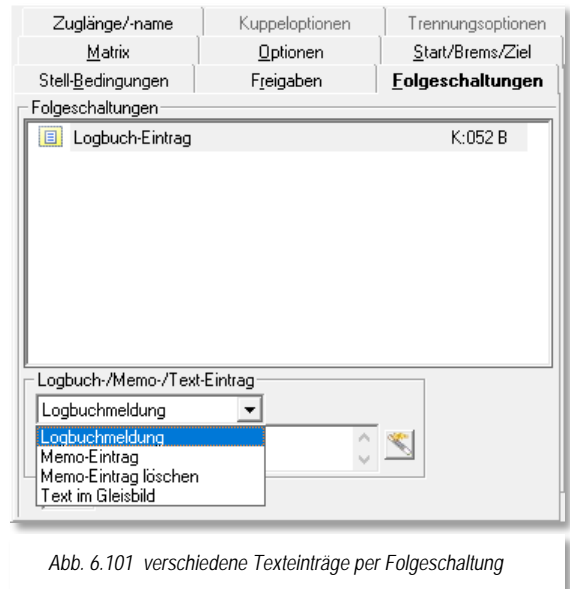 Zuglänge/-name Kuppeloptionen Trennungsoptionen
Matrix Optionen Start/Brems/Ziel
Stell-Bedingungen Freigaben Folgeschaltungen
Folgeschaltungen
Logbuch-Eintrag K:052 B
Logbuch-/Memo-/Text-Eintrag
Logbuchmeldung
Logbuchmeldung
Memo-Eintrag
Memo-Eintrag löschen
Text im Gleisbild
Abb. 6.101 verschiedene Texteinträge per Folgeschaltung